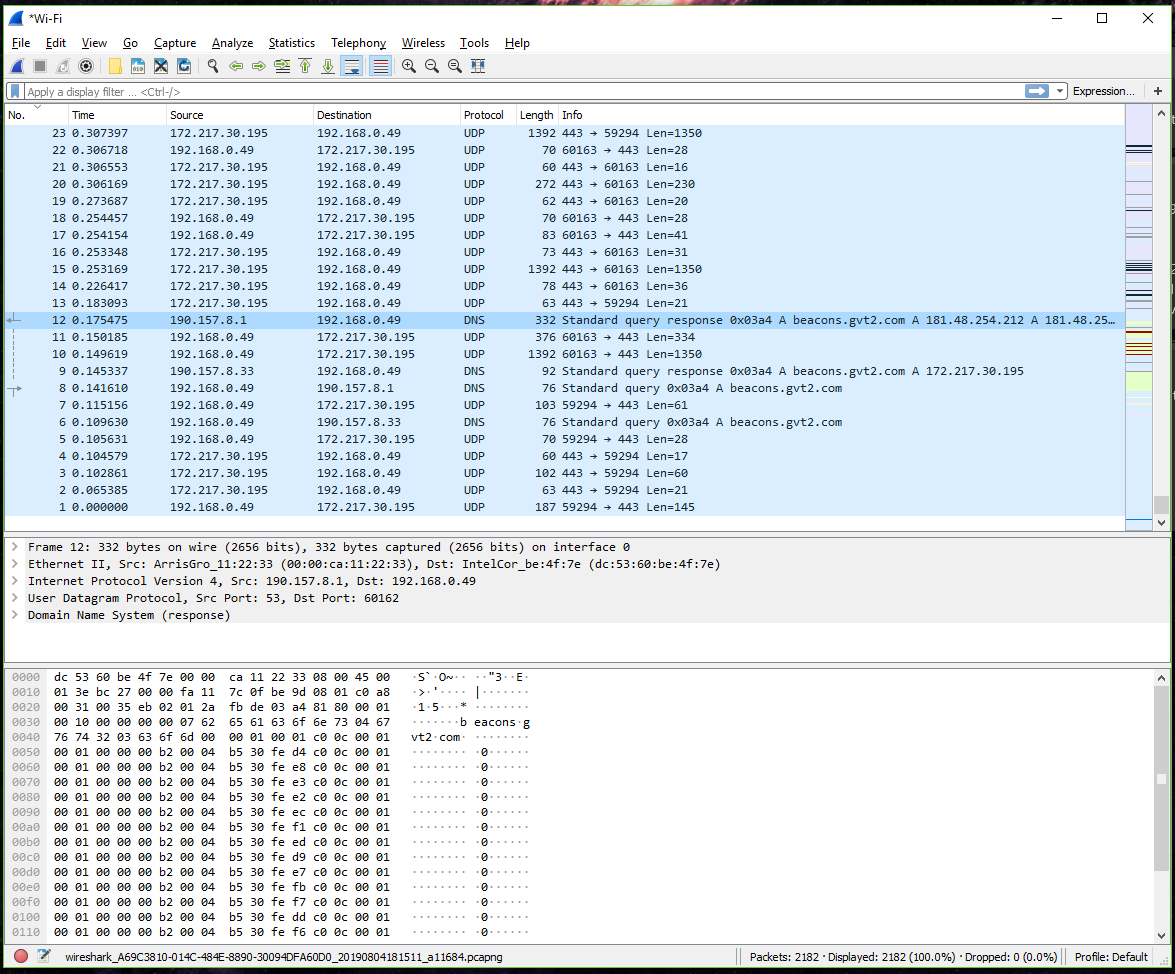 *Wi-Fi
File Edit View Go Capture Analyze Statistics Telephony Wireless Tools Help
Apply a display filter ... <Ctrl-/> Expression... +
No. Time Source Destination Protocol Length Info
23 0.307397 172.217.30.195 192.168.0.49 UDP 1392 443 → 59294 Len=1350
22 0.306718 192.168.0.49 172.217.30.195 UDP 70 60163 → 443 Len=28
21 0.306553 172.217.30.195 192.168.0.49 UDP 60 443 → 60163 Len=16
20 0.306169 172.217.30.195 192.168.0.49 UDP 272 443 → 60163 Len=230
19 0.273687 172.217.30.195 192.168.0.49 UDP 62 443 → 60163 Len=20
18 0.254457 192.168.0.49 172.217.30.195 UDP 70 60163 → 443 Len=28
17 0.254154 192.168.0.49 172.217.30.195 UDP 83 60163 → 443 Len=41
16 0.253348 172.217.30.195 192.168.0.49 UDP 73 443 → 60163 Len=31
15 0.253169 172.217.30.195 192.168.0.49 UDP 1392 443 → 60163 Len=1350
14 0.226417 172.217.30.195 192.168.0.49 UDP 78 443 → 60163 Len=36
13 0.183093 172.217.30.195 192.168.0.49 UDP 63 443 → 59294 Len=21
12 0.175475 190.157.8.1 192.168.0.49 DNS 332 Standard query response 0x03a4 A beacons.gvt2.com A 181.48.254.212 A 181.48.25...
11 0.150185 192.168.0.49 172.217.30.195 UDP 376 60163 → 443 Len=334
10 0.149619 192.168.0.49 172.217.30.195 UDP 1392 60163 → 443 Len=1350
9 0.145337 190.157.8.33 192.168.0.49 DNS 92 Standard query response 0x03a4 A beacons.gvt2.com A 172.217.30.195
8 0.141610 192.168.0.49 190.157.8.1 DNS 76 Standard query 0x03a4 A beacons.gvt2.com
7 0.115156 192.168.0.49 172.217.30.195 UDP 103 59294 → 443 Len=61
6 0.109630 192.168.0.49 190.157.8.33 DNS 76 Standard query 0x03a4 A beacons.gvt2.com
5 0.105631 192.168.0.49 172.217.30.195 UDP 70 59294 → 443 Len=28
4 0.104579 172.217.30.195 192.168.0.49 UDP 60 443 → 59294 Len=17
3 0.102861 172.217.30.195 192.168.0.49 UDP 102 443 → 59294 Len=60
2 0.065385 172.217.30.195 192.168.0.49 UDP 63 443 → 59294 Len=21
1 0.000000 192.168.0.49 172.217.30.195 UDP 187 59294 → 443 Len=145
Frame 12: 332 bytes on wire (2656 bits), 332 bytes captured (2656 bits) on interface 0
Ethernet II, Src: ArrisGro_11:22:33 (00:00:ca:11:22:33), Dst: IntelCor_be:4f:7e (dc:53:60:be:4f:7e)
Internet Protocol Version 4, Src: 190.157.8.1, Dst: 192.168.0.49
User Datagram Protocol, Src Port: 53, Dst Port: 60162
Domain Name System (response)
0000 dc 53 60 be 4f 7e 00 00 ca 11 22 33 08 00 45 00 ·S`·O~·· ··"3··E·
0010 01 3e bc 27 00 00 fa 11 7c 0f be 9d 08 01 c0 a8 ·>·'···· |·······
0020 00 31 00 35 eb 02 01 2a fb de 03 a4 81 80 00 01 ·1·5···* ········
0030 00 10 00 00 00 00 07 62 65 61 63 6f 6e 73 04 67 ·······b eacons·g
0040 76 74 32 03 63 6f 6d 00 00 01 00 01 c0 0c 00 01 vt2·com· ········
0050 00 01 00 00 00 b2 00 04 b5 30 fe d4 c0 0c 00 01 ········ ·0······
0060 00 01 00 00 00 b2 00 04 b5 30 fe e8 c0 0c 00 01 ········ ·0······
0070 00 01 00 00 00 b2 00 04 b5 30 fe e3 c0 0c 00 01 ········ ·0······
0080 00 01 00 00 00 b2 00 04 b5 30 fe e2 c0 0c 00 01 ········ ·0······
0090 00 01 00 00 00 b2 00 04 b5 30 fe ec c0 0c 00 01 ········ ·0······
00a0 00 01 00 00 00 b2 00 04 b5 30 fe f1 c0 0c 00 01 ········ ·0······
00b0 00 01 00 00 00 b2 00 04 b5 30 fe ed c0 0c 00 01 ········ ·0······
00c0 00 01 00 00 00 b2 00 04 b5 30 fe d9 c0 0c 00 01 ········ ·0······
00d0 00 01 00 00 00 b2 00 04 b5 30 fe e7 c0 0c 00 01 ········ ·0······
00e0 00 01 00 00 00 b2 00 04 b5 30 fe fb c0 0c 00 01 ········ ·0······
00f0 00 01 00 00 00 b2 00 04 b5 30 fe f7 c0 0c 00 01 ········ ·0······
0100 00 01 00 00 00 b2 00 04 b5 30 fe dd c0 0c 00 01 ········ ·0······
0110 00 01 00 00 00 b2 00 04 b5 30 fe f6 c0 0c 00 01 ········ ·0······
wireshark_A69C3810-014C-484E-8890-30094DFA60D0_20190804181511_a11684.pcapng Packets: 2182 · Displayed: 2182 (100.0%) · Dropped: 0 (0.0%) Profile: Default